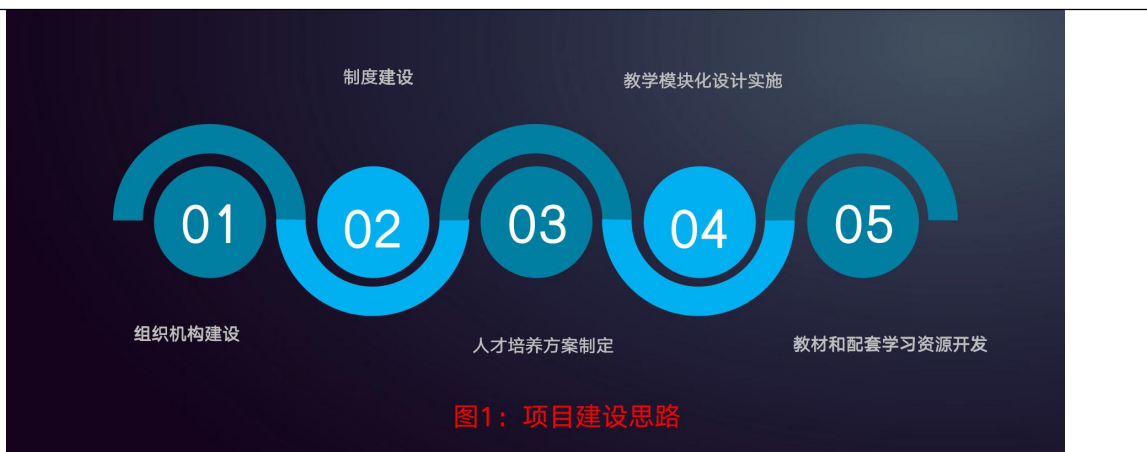 制度建设
教学模块化设计实施
01
02
03
04
05
组织机构建设
人才培养方案制定
教材和配套学习资源开发
图1：项目建设思路